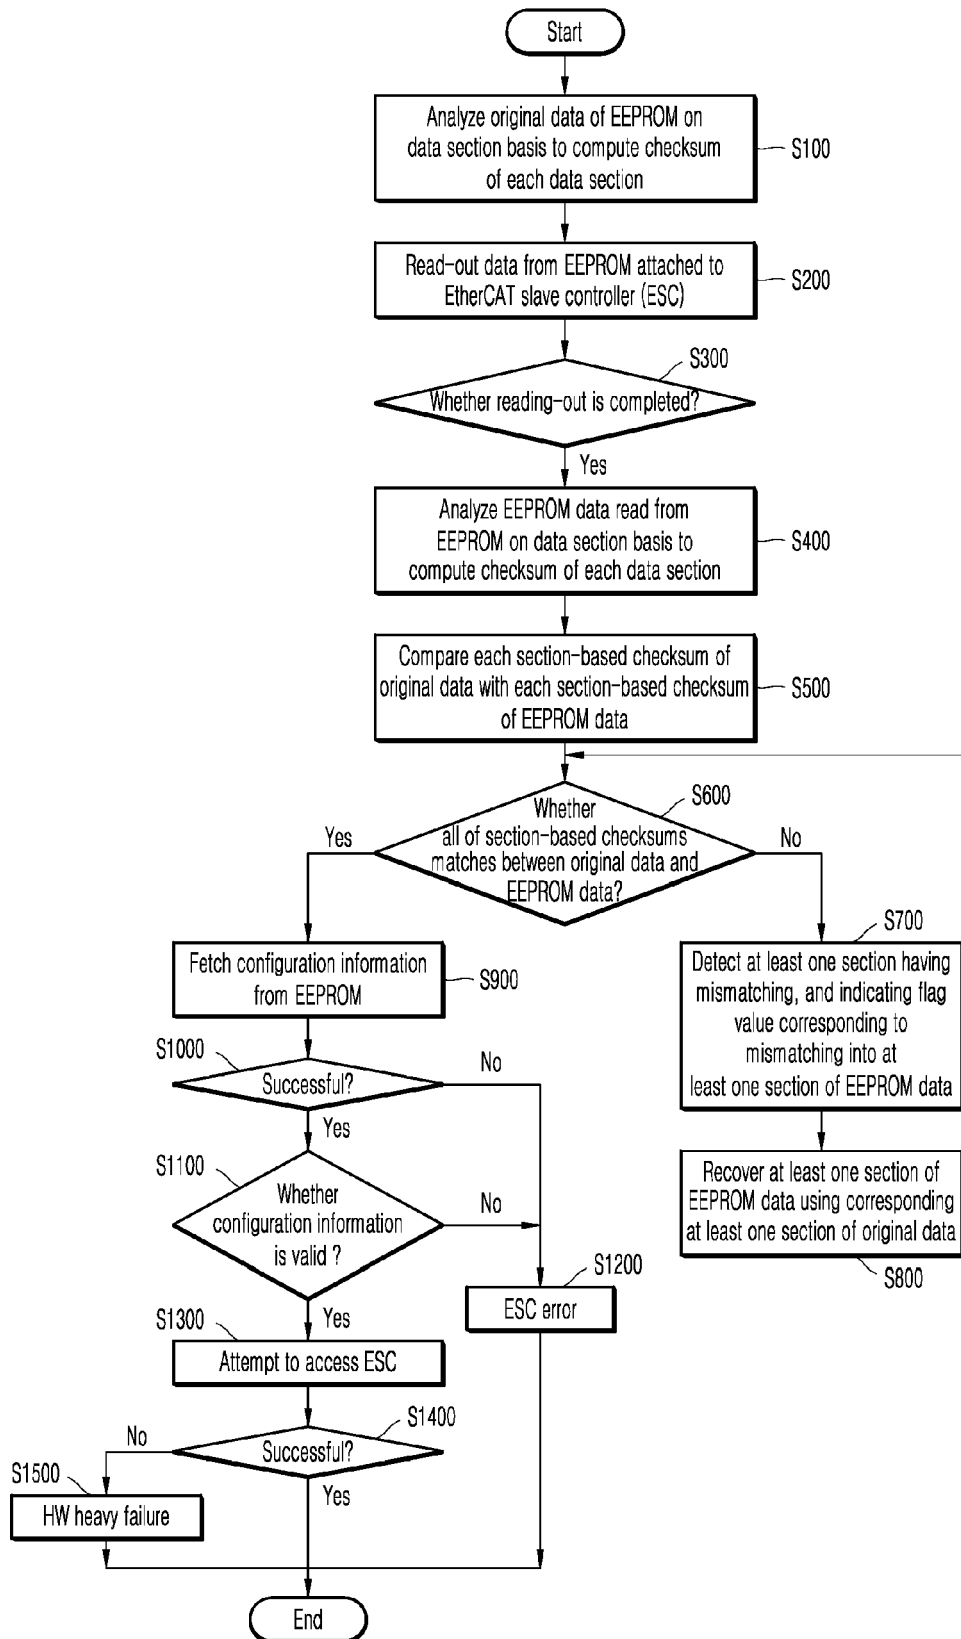 Start
Analyze original data of EEPROM on
data section basis to compute checksum
of each data section
S100
Read-out data from EEPROM attached to
EtherCAT slave controller (ESC)
S200
S300
Whether reading-out is completed?
Yes
Analyze EEPROM data read from
EEPROM on data section basis to
compute checksum of each data section
S400
Compare each section-based checksum of
original data with each section-based checksum
of EEPROM data
S500
S600
Whether
all of section-based checksums
matches between original data and
EEPROM data?
Yes
No
S700
Detect at least one section having
mismatching, and indicating flag
value corresponding to
mismatching into at
least one section of EEPROM data
Recover at least one section of
EEPROM data using corresponding
at least one section of original data
S800
Fetch configuration information
from EEPROM
S900
S1000
Successful?
No
Yes
S1100
Whether
configuration information
is valid ?
No
Yes
S1200
ESC error
S1300
Attempt to access ESC
S1400
Successful?
No
Yes
S1500
HW heavy failure
End